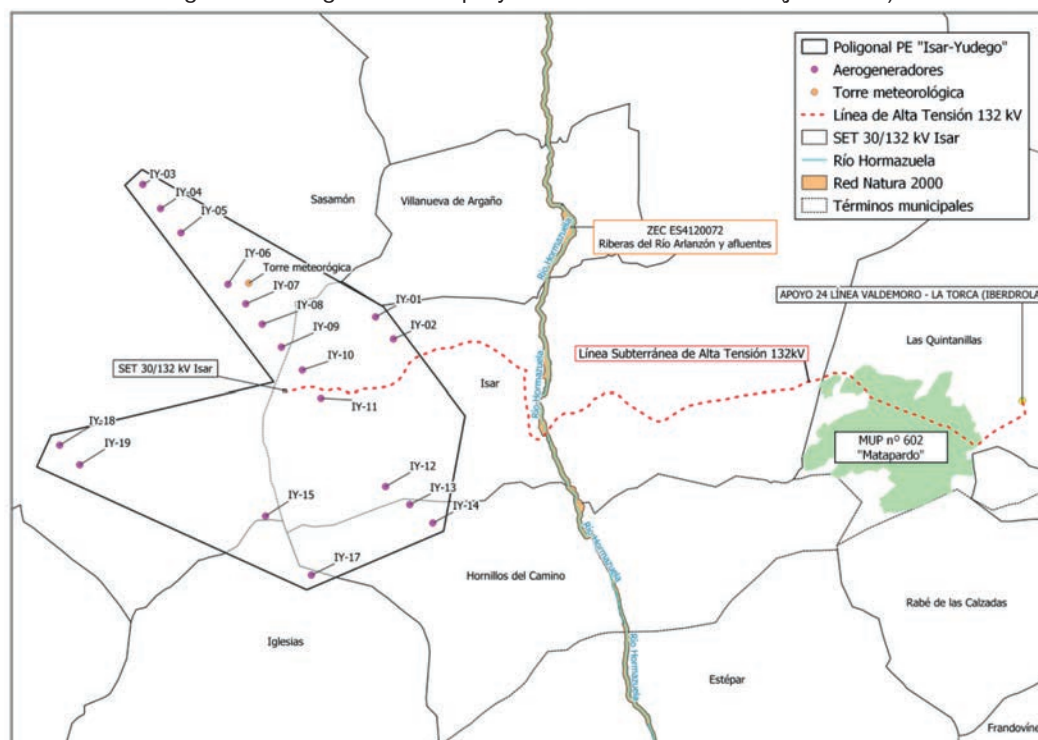 Poligonal PE "Isar-Yudego"
Aerogeneradores
Torre meteorológica
Línea de Alta Tensión 132 kV
SET 30/132 kV Isar
Río Hormazuela
Red Natura 2000
Términos municipales
IY-03
IY-04
IY-05
Sasamón
Villanueva de Argaño
ZEC ES4120072
Riberas del Río Arlanzón y afluentes
Río Hormazuela
IY-06
Torre meteorógica
IY-07
IY-08
IY-09
IY-10
IY-01
IY-02
APOYO 24 LÍNEA VALDEMORO - LA TORCA (IBERDROLA)
Las Quintanillas
SET 30/132 kV Isar
IY-11
Isar
Río Hormazuela
Línea Subterránea de Alta Tensión 132kV
MUP nº 602
"Matapardo"
IY-18
IY-19
IY-12
IY-13
IY-14
IY-15
IY-17
Hornillos del Camino
Río Hormazuela
Rabé de las Calzadas
Iglesias
Río Hormazuela
Estépar
Frandovíne